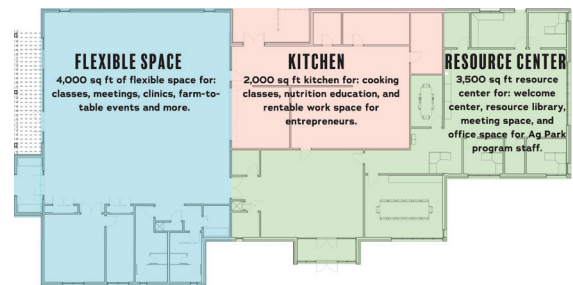 FLEXIBLE SPACE
4,000 sq ft of flexible space for:
classes, meetings, clinics, farm-to-
table events and more.
KITCHEN
2,000 sq ft kitchen for: cooking
classes, nutrition education, and
rentable work space for
entrepreneurs.
RESOURCE CENTER
3,500 sq ft resource
center for: welcome
center, resource library,
meeting space, and
office space for Ag Park
program staff.